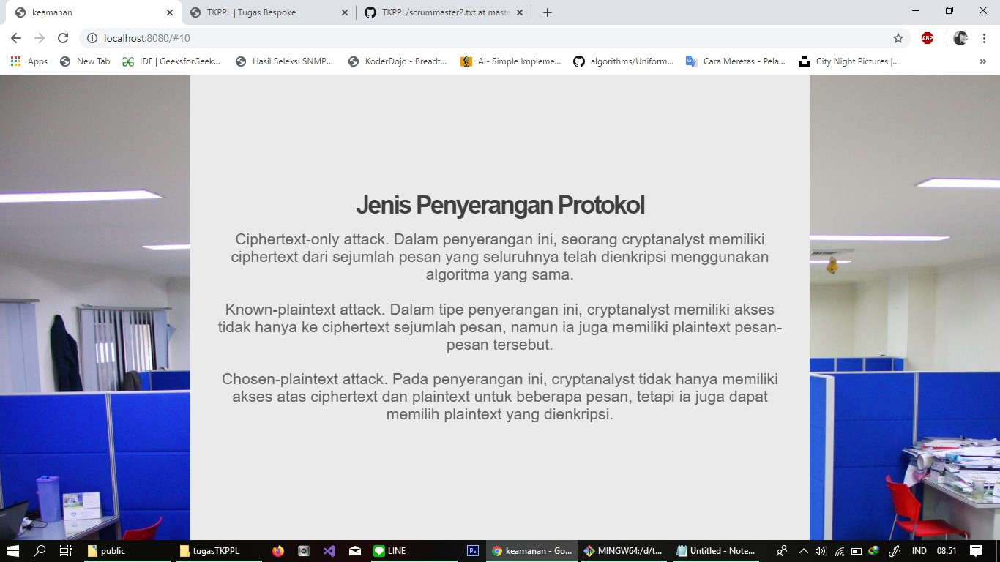 keamanan
TKPPL | Tugas Bespoke
TKPPL/scrummaster2.txt at maste
localhost:8080/#10
ABP
Apps
New Tab
IDE | GeeksforGeek...
Hasil Seleksi SNMP...
KoderDojo - Breadt...
AI- Simple Impleme...
algorithms/Uniform...
Cara Meretas - Pela...
City Night Pictures |...
Jenis Penyerangan Protokol
Ciphertext-only attack. Dalam penyerangan ini, seorang cryptanalyst memiliki
ciphertext dari sejumlah pesan yang seluruhnya telah dienkripsi menggunakan
algoritma yang sama.
Known-plaintext attack. Dalam tipe penyerangan ini, cryptanalyst memiliki akses
tidak hanya ke ciphertext sejumlah pesan, namun ia juga memiliki plaintext pesan-
pesan tersebut.
Chosen-plaintext attack. Pada penyerangan ini, cryptanalyst tidak hanya memiliki
akses atas ciphertext dan plaintext untuk beberapa pesan, tetapi ia juga dapat
memilih plaintext yang dienkripsi.
public
tugasTKPPL
LINE
Ps
keamanan - Go...
MINGW64:/d/t...
Untitled - Note...
IND
08.51